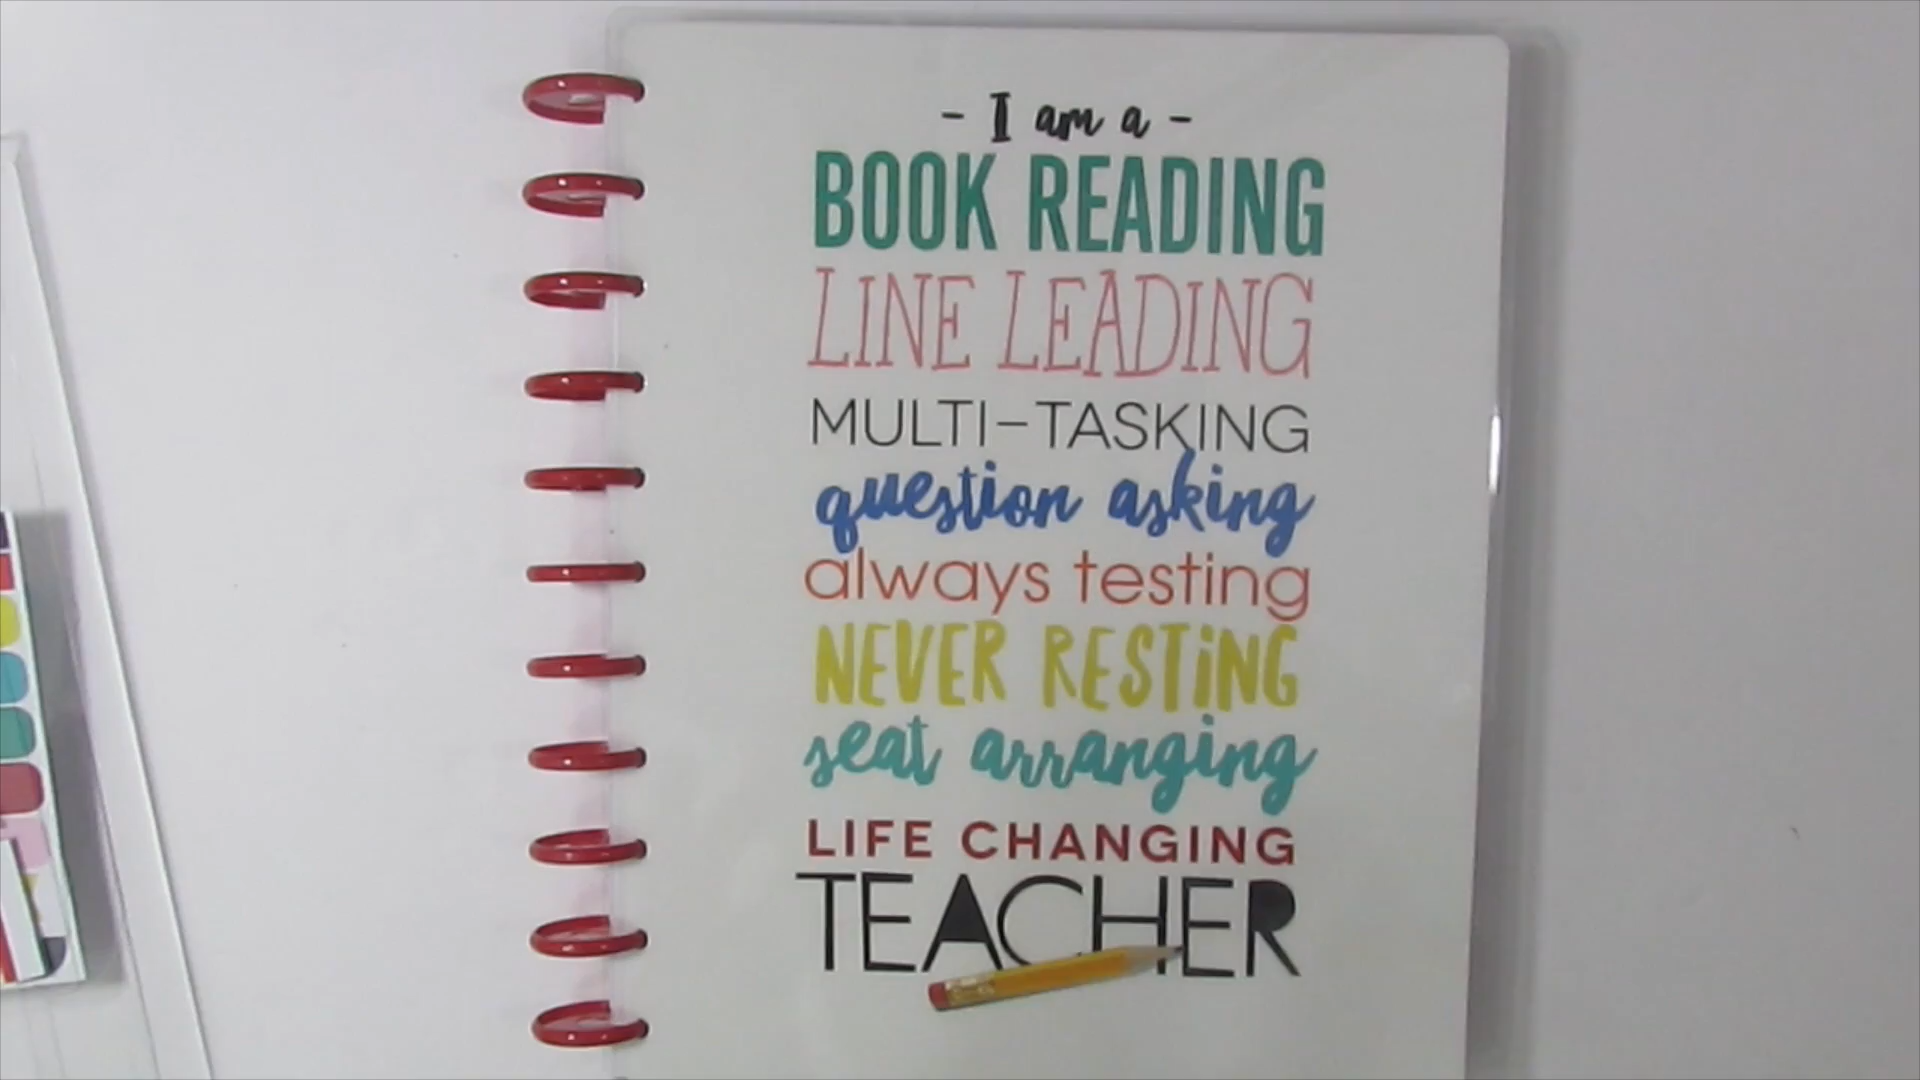 - I am a -
BOOK READING
LINE LEADING
MULTI-TASKING
question asking
always testing
NEVER RESTING
seat arranging
LIFE CHANGING
TEACHER